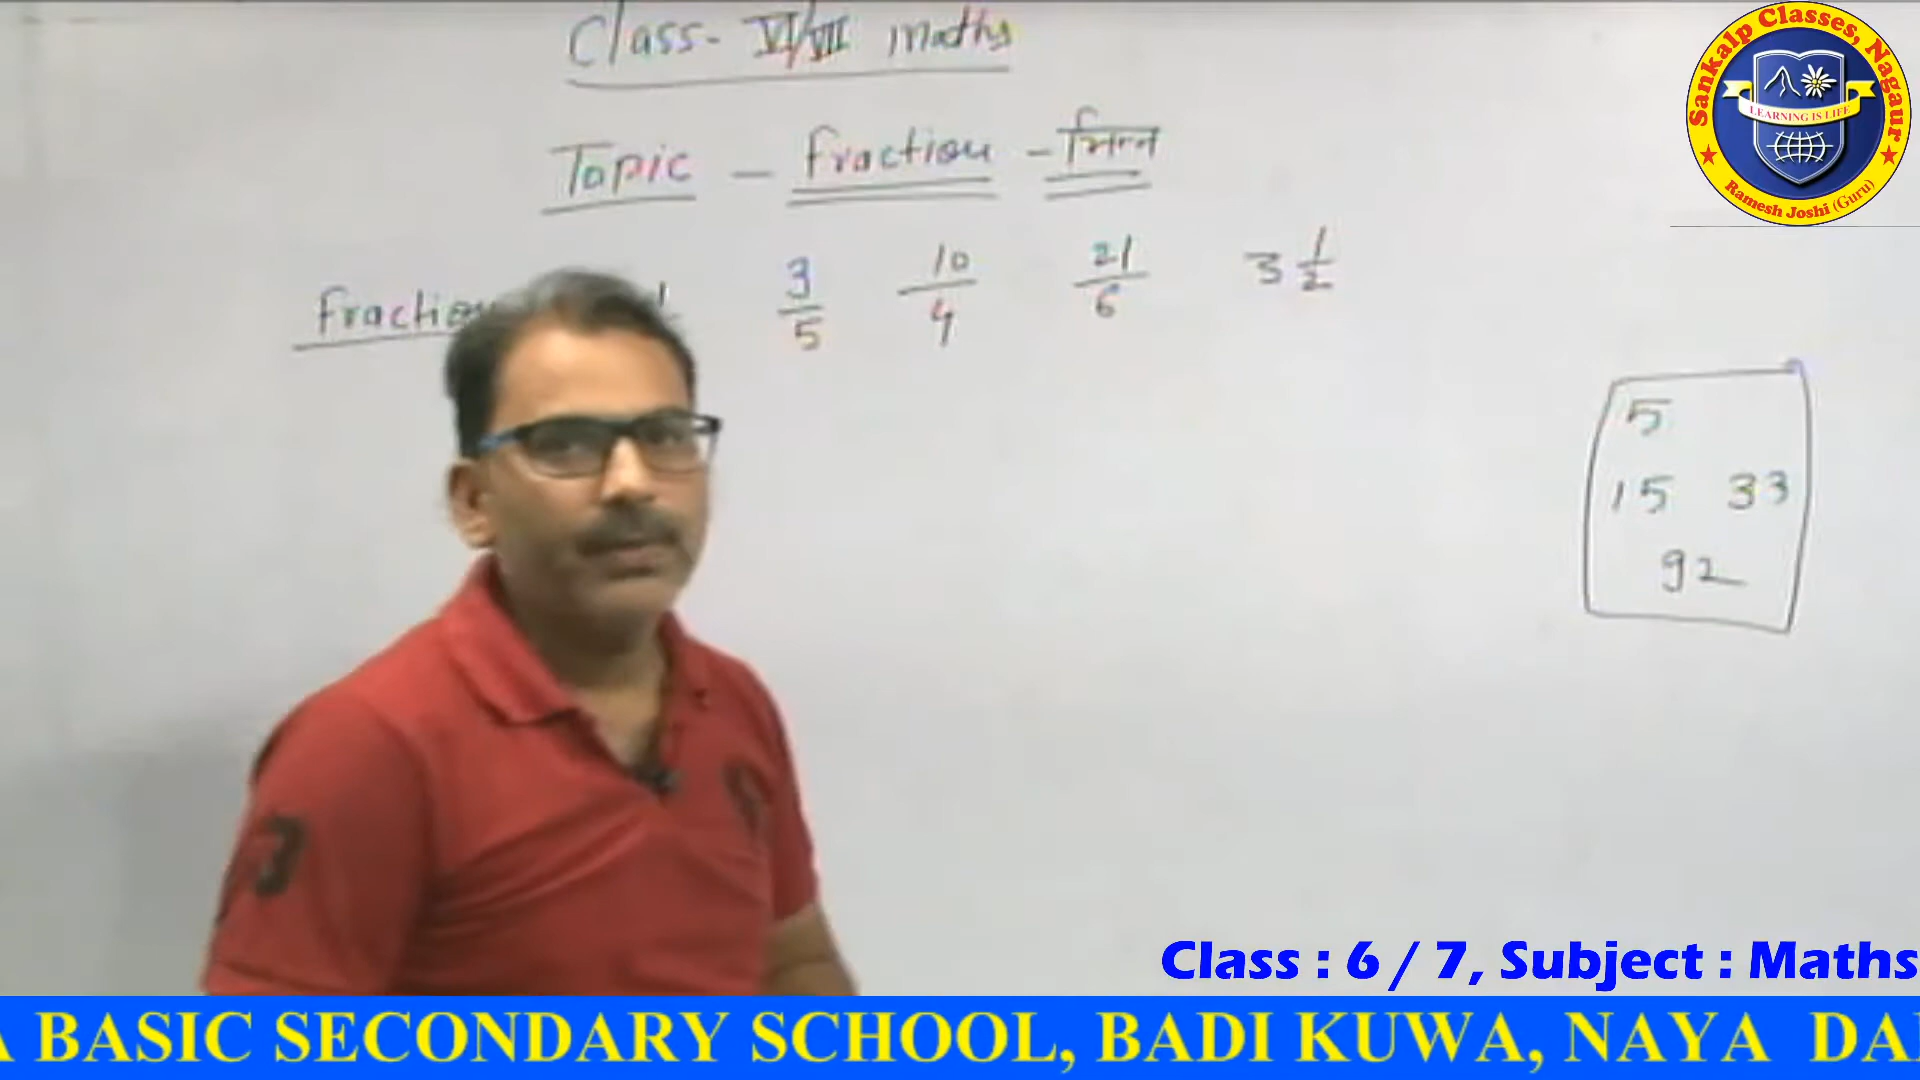 Class - VI/VII maths
Topic - fraction - भिन्न
fraction 3/5 10/4 21/6 3 1/2
5
15 33
92
Sankalp Classes, Nagaur
LEARNING IS LIFE
Ramesh Joshi (Guru)
Class : 6 / 7, Subject : Maths
A BASIC SECONDARY SCHOOL, BADI KUWA, NAYA